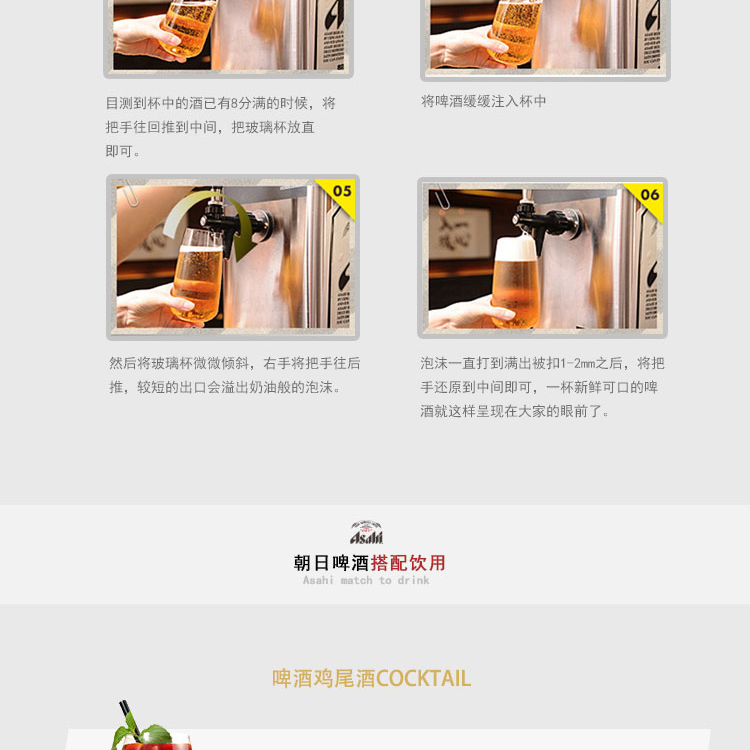 目测到杯中的酒已有8分满的时候，将
把手往回推到中间，把玻璃杯放直
即可。
将啤酒缓缓注入杯中
05
06
然后将玻璃杯微微倾斜，右手将把手往后
推，较短的出口会溢出奶油般的泡沫。
泡沫一直打到满出被扣1-2mm之后，将把
手还原到中间即可，一杯新鲜可口的啤
酒就这样呈现在大家的眼前了。
Asahi
朝日啤酒搭配饮用
Asahi match to drink
啤酒鸡尾酒COCKTAIL